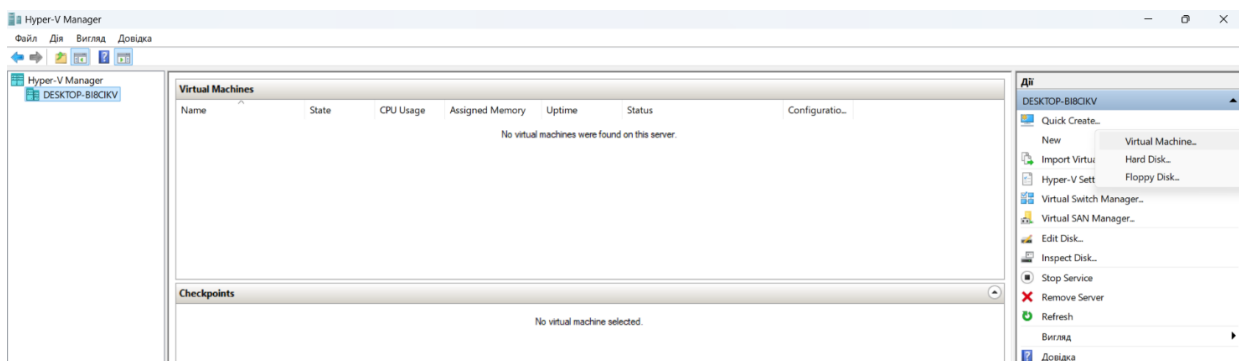 Hyper-V Manager
Файл Дія Вигляд Довідка
Hyper-V Manager
DESKTOP-BI8CIKV
Virtual Machines
Name State CPU Usage Assigned Memory Uptime Status Configuratio...
No virtual machines were found on this server.
Checkpoints
No virtual machine selected.
Дії
DESKTOP-BI8CIKV
Quick Create...
New
Virtual Machine...
Import Virtua
Hard Disk...
Hyper-V Sett
Floppy Disk...
Virtual Switch Manager...
Virtual SAN Manager...
Edit Disk...
Inspect Disk...
Stop Service
Remove Server
Refresh
Вигляд
Довідка